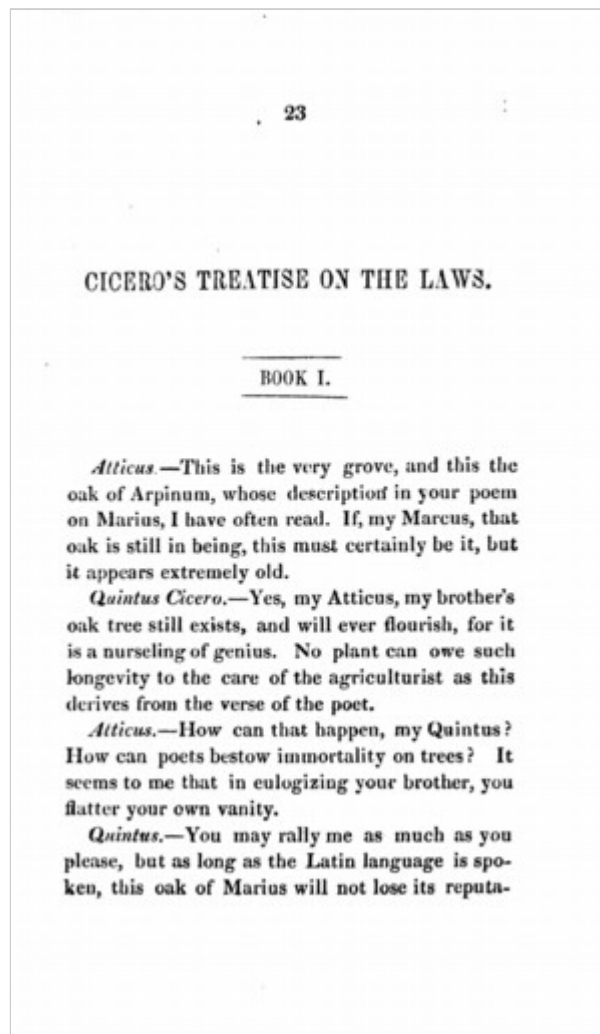 23
CICERO'S TREATISE ON THE LAWS.
BOOK I.
Atticus.—This is the very grove, and this the
oak of Arpinum, whose description in your poem
on Marius, I have often read. If, my Marcus, that
oak is still in being, this must certainly be it, but
it appears extremely old.
Quintus Cicero.—Yes, my Atticus, my brother's
oak tree still exists, and will ever flourish, for it
is a nurseling of genius. No plant can owe such
longevity to the care of the agriculturist as this
derives from the verse of the poet.
Atticus.—How can that happen, my Quintus?
How can poets bestow immortality on trees? It
seems to me that in eulogizing your brother, you
flatter your own vanity.
Quintus.—You may rally me as much as you
please, but as long as the Latin language is spo-
ken, this oak of Marius will not lose its reputa-